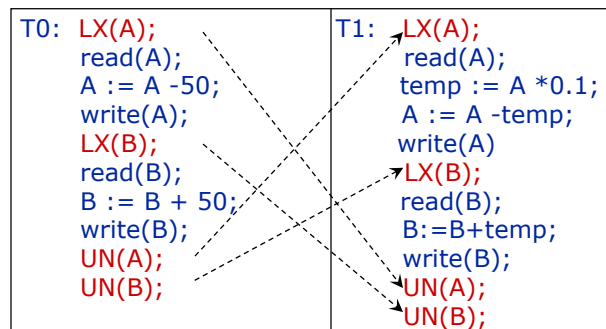 T0: LX(A);
read(A);
A := A -50;
write(A);
LX(B);
read(B);
B := B + 50;
write(B);
UN(A);
UN(B);
T1: LX(A);
read(A);
temp := A *0.1;
A := A -temp;
write(A)
LX(B);
read(B);
B:=B+temp;
write(B);
UN(A);
UN(B);